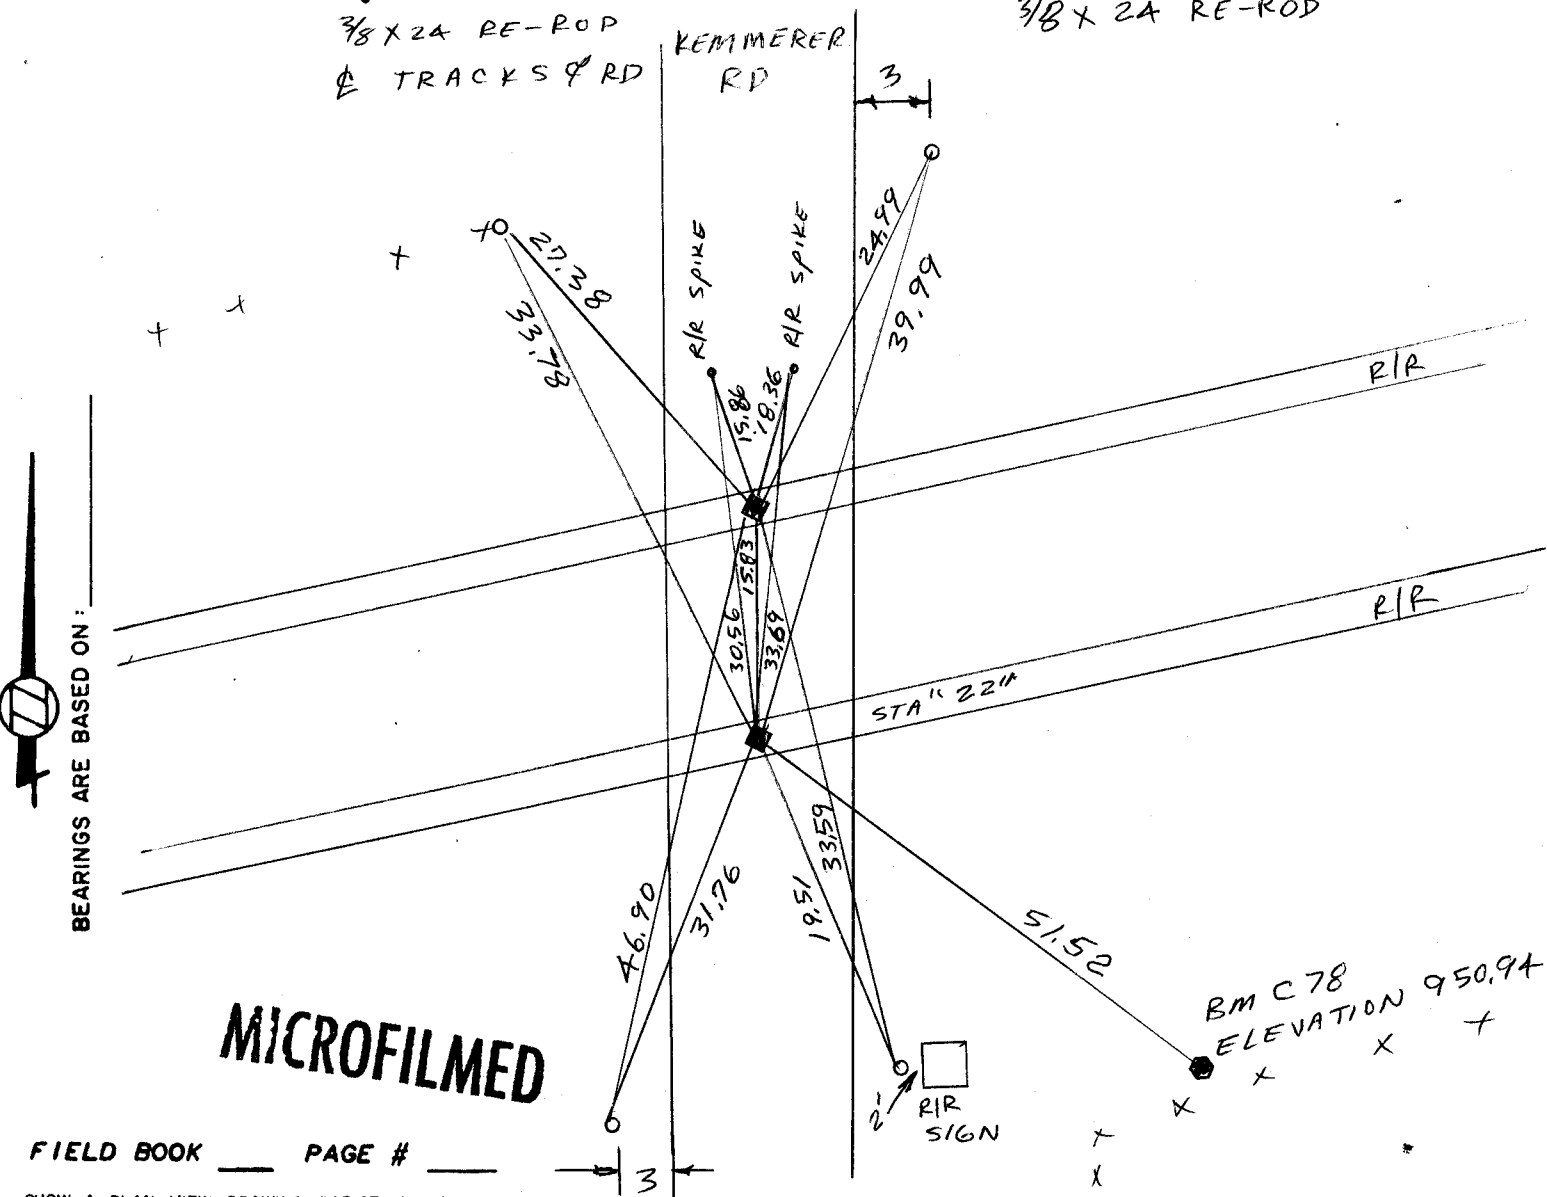 3/8 X 24 RE-ROD
℄ TRACKS & RD
KEMMERER
RD
3/8 X 24 RE-ROD
3
27.38
33.78
R/R SPIKE
R/R SPIKE
24.99
39.99
15.86
18.36
R/R
15.83
30.56
33.69
R/R
STA "22"
BEARINGS ARE BASED ON:
46.90
31.76
19.51
33.59
51.52
BM C 78
ELEVATION 950.94
MICROFILMED
2'
R/R
SIGN
FIELD BOOK ___ PAGE # ___
3